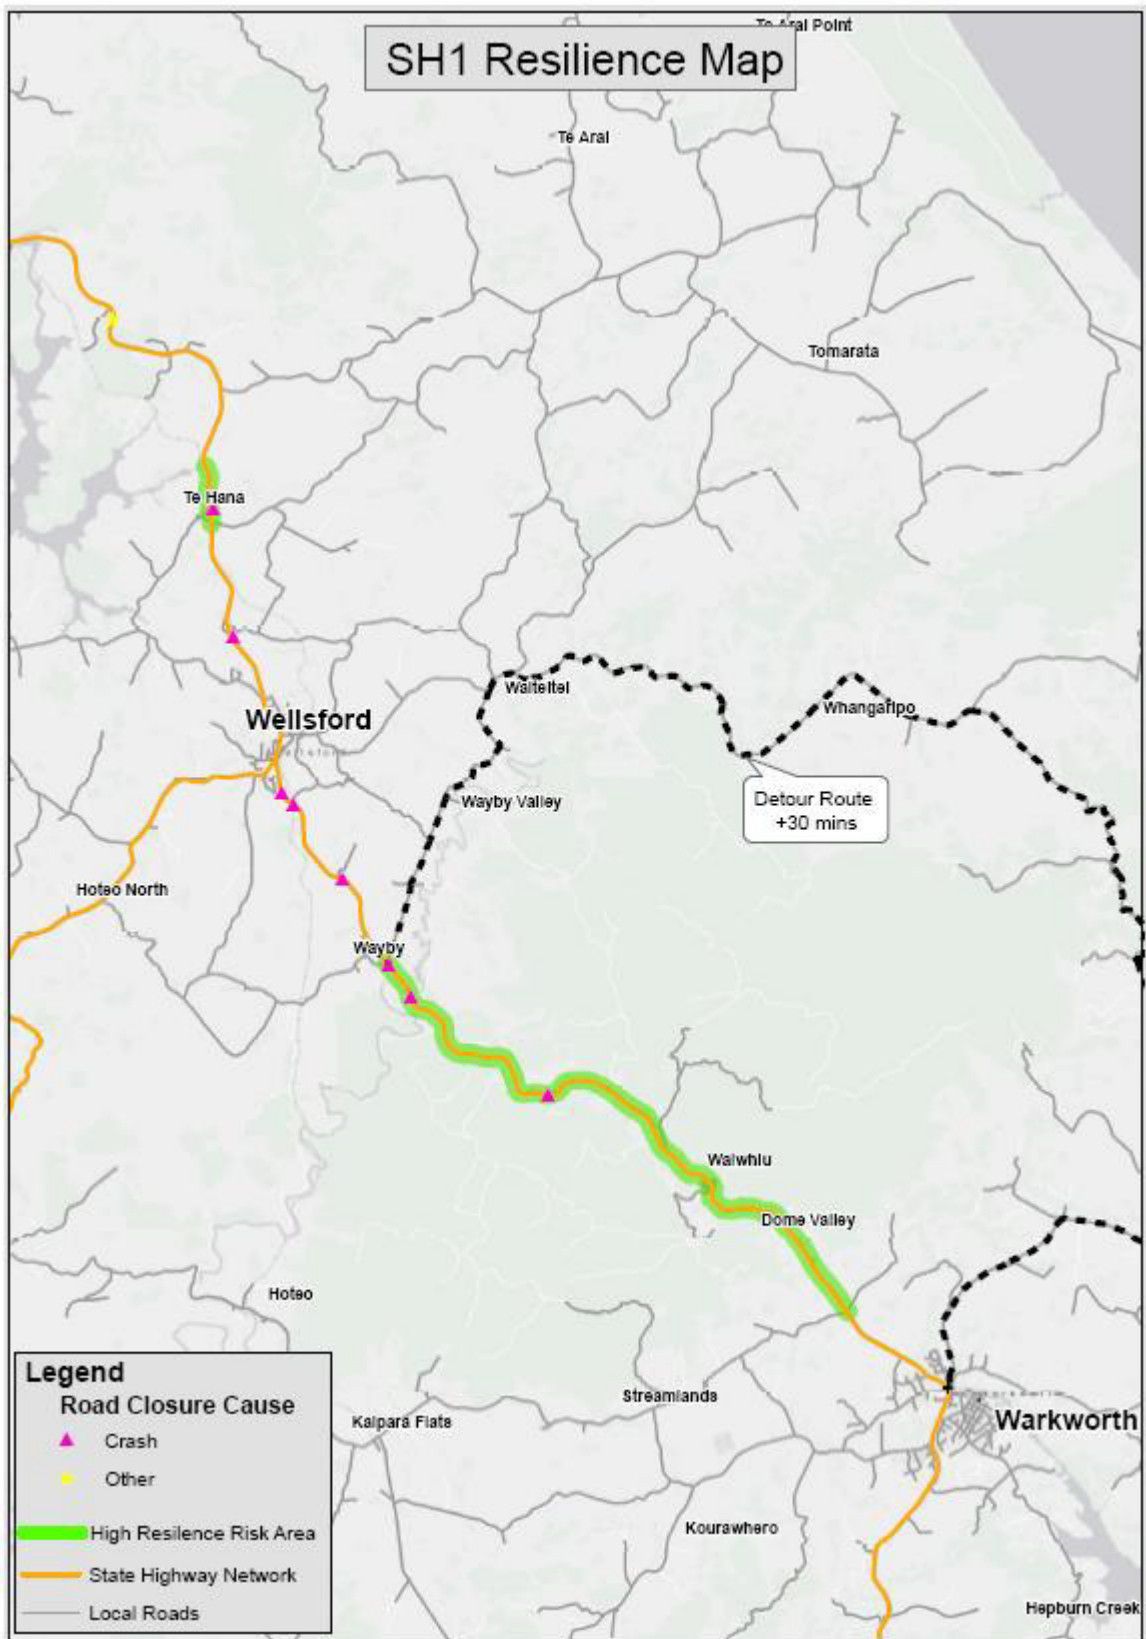 Te Arai Point
SH1 Resilience Map
Te Arai
Tomarata
Te Hana
Waiteitei
Whangaripo
Wellsford
Wayby Valley
Detour Route
+30 mins
Hoteo North
Wayby
Waiwhiu
Dome Valley
Hoteo
Streamlands
Kaipara Flats
Warkworth
Kourawhero
Hepburn Creek
Legend
Road Closure Cause
Crash
Other
High Resilence Risk Area
State Highway Network
Local Roads